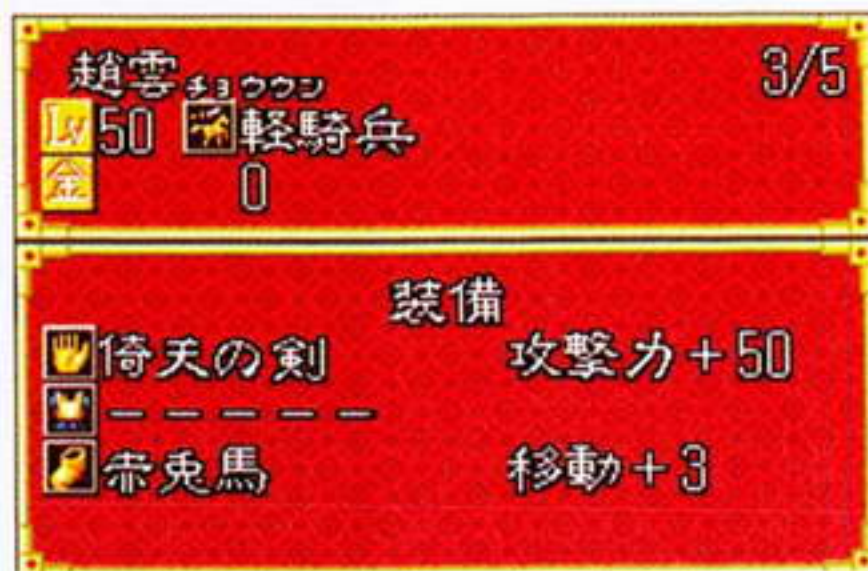 趙雲チョウウン 3/5
Lv 50 軽騎兵
金 0
装備
倚天の剣 攻撃力+50
－－－－－
赤兎馬 移動+3